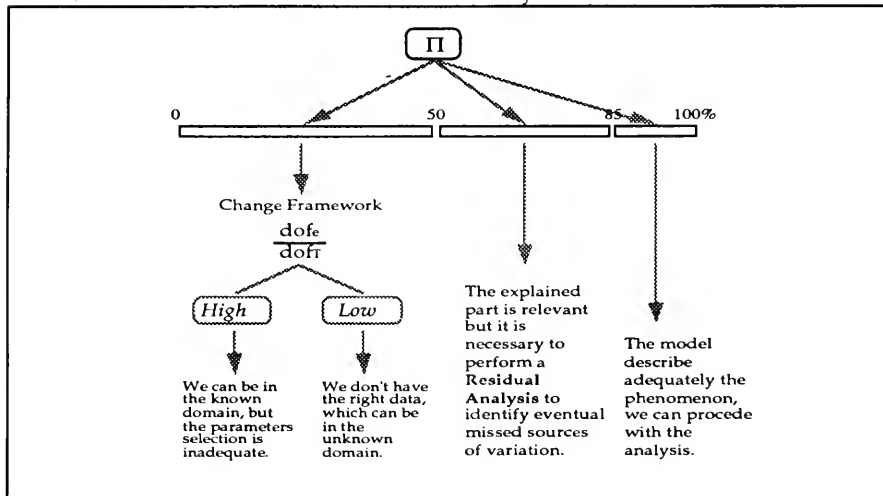 Π
0 50 85 100%
Change Framework
dofe
dofT
High
Low
We can be in
the known
domain, but
the parameters
selection is
inadequate.
We don't have
the right data,
which can be
in the
unknown
domain.
The explained
part is relevant
but it is
necessary to
perform a
Residual
Analysis to
identify eventual
missed sources
of variation.
The model
describe
adequately the
phenomenon,
we can procede
with the
analysis.